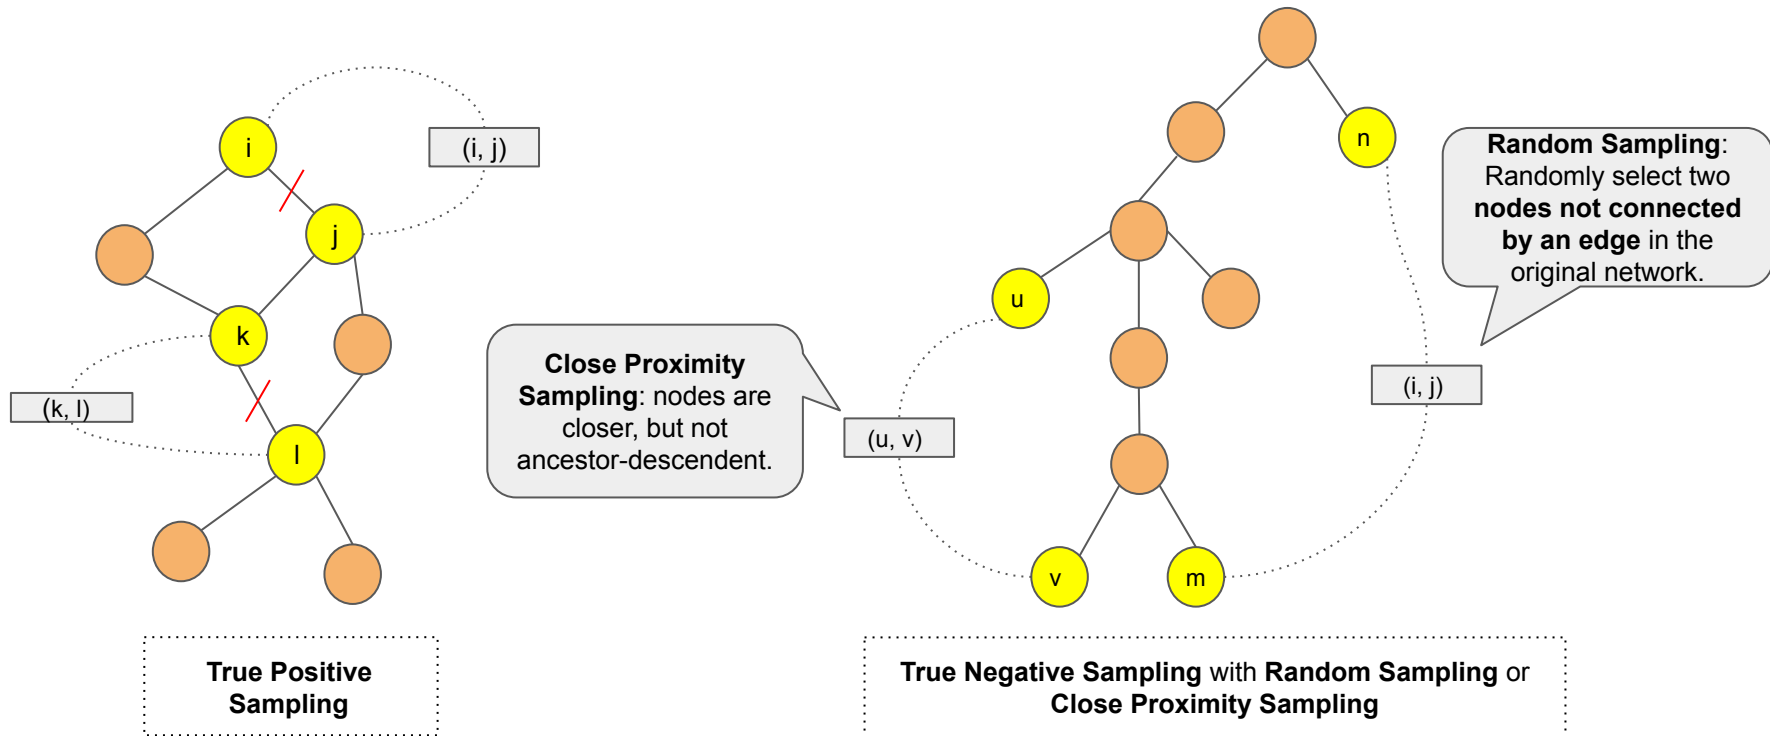 i
(i, j)
j
k
(k, l)
l
True Positive
Sampling
n
u
Close Proximity
Sampling: nodes are
closer, but not
ancestor-descendent.
(u, v)
v
m
(i, j)
Random Sampling:
Randomly select two
nodes not connected
by an edge in the
original network.
True Negative Sampling with Random Sampling or
Close Proximity Sampling